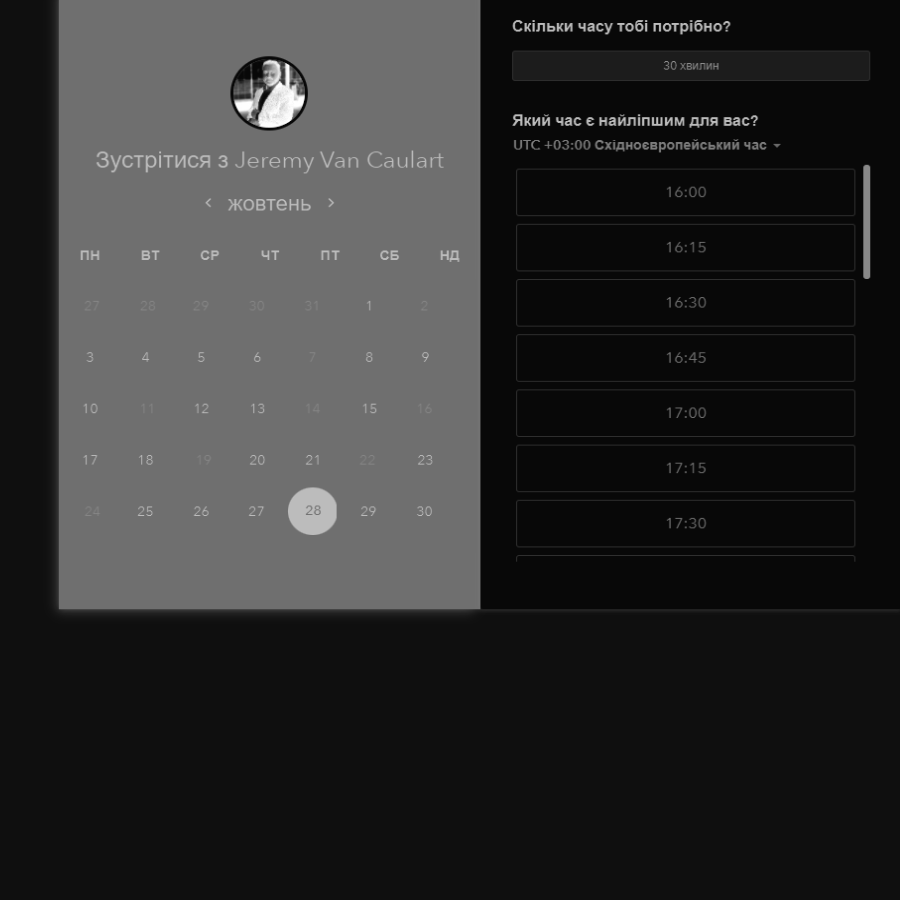 Зустрітися з Jeremy Van Caulart
жовтень
ПН ВТ СР ЧТ ПТ СБ НД
27 28 29 30 31 1 2
3 4 5 6 7 8 9
10 11 12 13 14 15 16
17 18 19 20 21 22 23
24 25 26 27 28 29 30
Скільки часу тобі потрібно?
30 хвилин
Який час є найліпшим для вас?
UTC +03:00 Східноєвропейський час
16:00
16:15
16:30
16:45
17:00
17:15
17:30